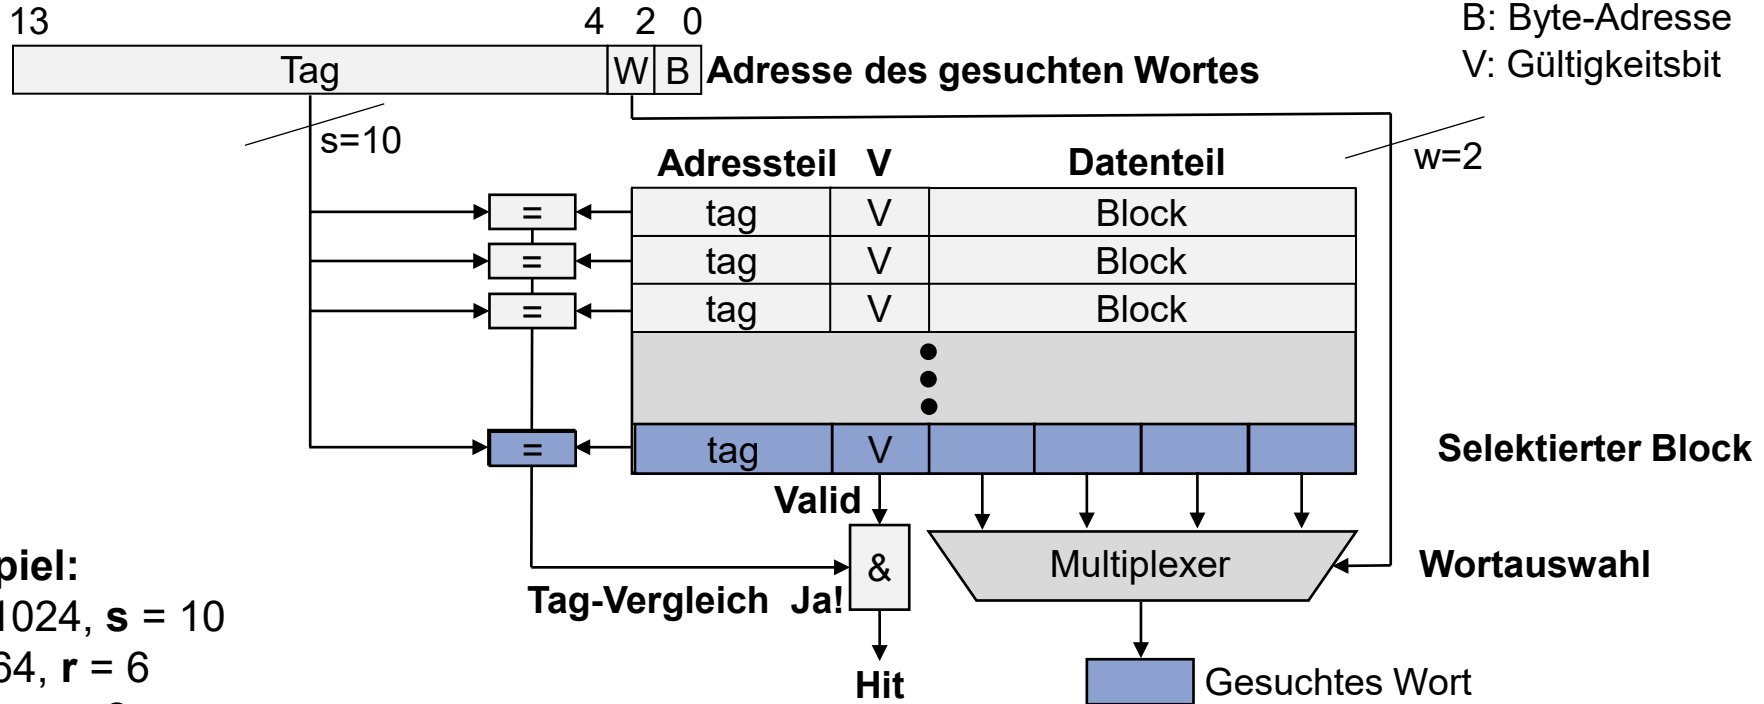 13 4 2 0
B: Byte-Adresse
Tag W B Adresse des gesuchten Wortes
V: Gültigkeitsbit
s=10
w=2
Adressteil V Datenteil
= tag V Block
= tag V Block
= tag V Block
= tag V
Selektierter Block
Valid
& Multiplexer
Wortauswahl
Tag-Vergleich Ja!
piel:
1024, s = 10
64, r = 6
Hit
Gesuchtes Wort